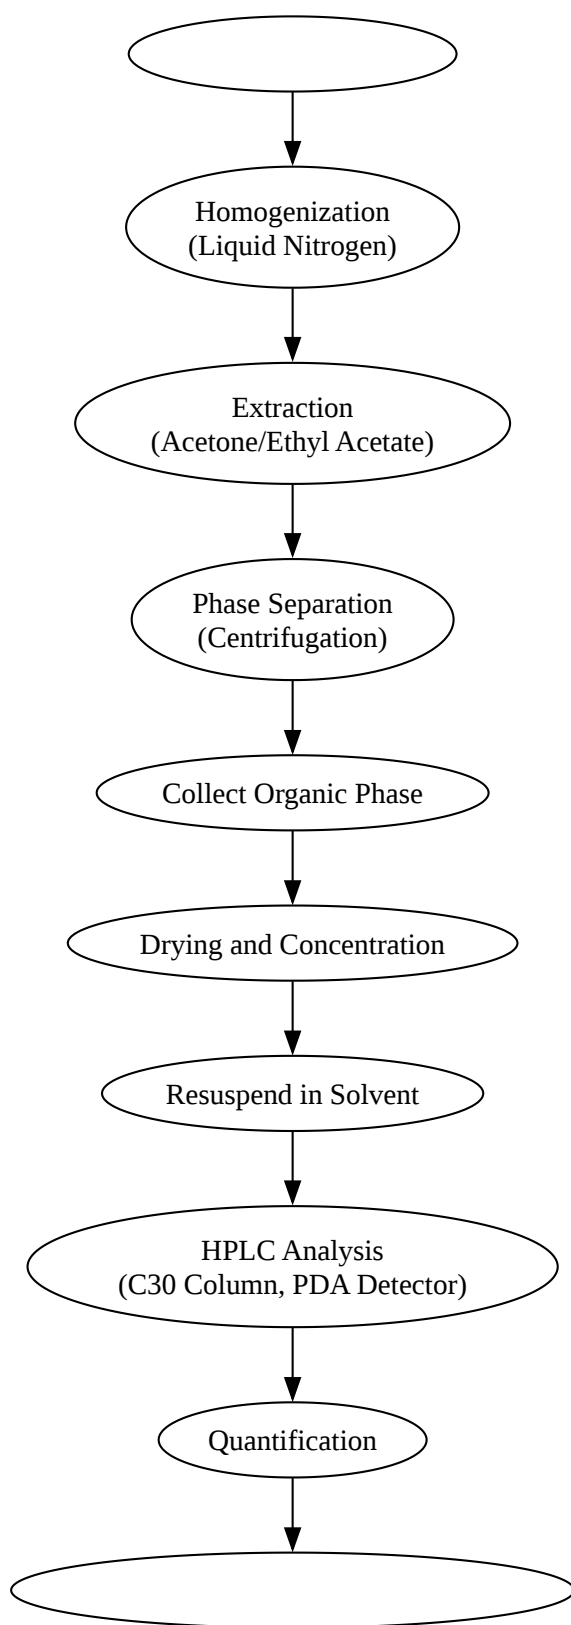 Homogenization
(Liquid Nitrogen)
Extraction
(Acetone/Ethyl Acetate)
Phase Separation
(Centrifugation)
Collect Organic Phase
Drying and Concentration
Resuspend in Solvent
HPLC Analysis
(C30 Column, PDA Detector)
Quantification